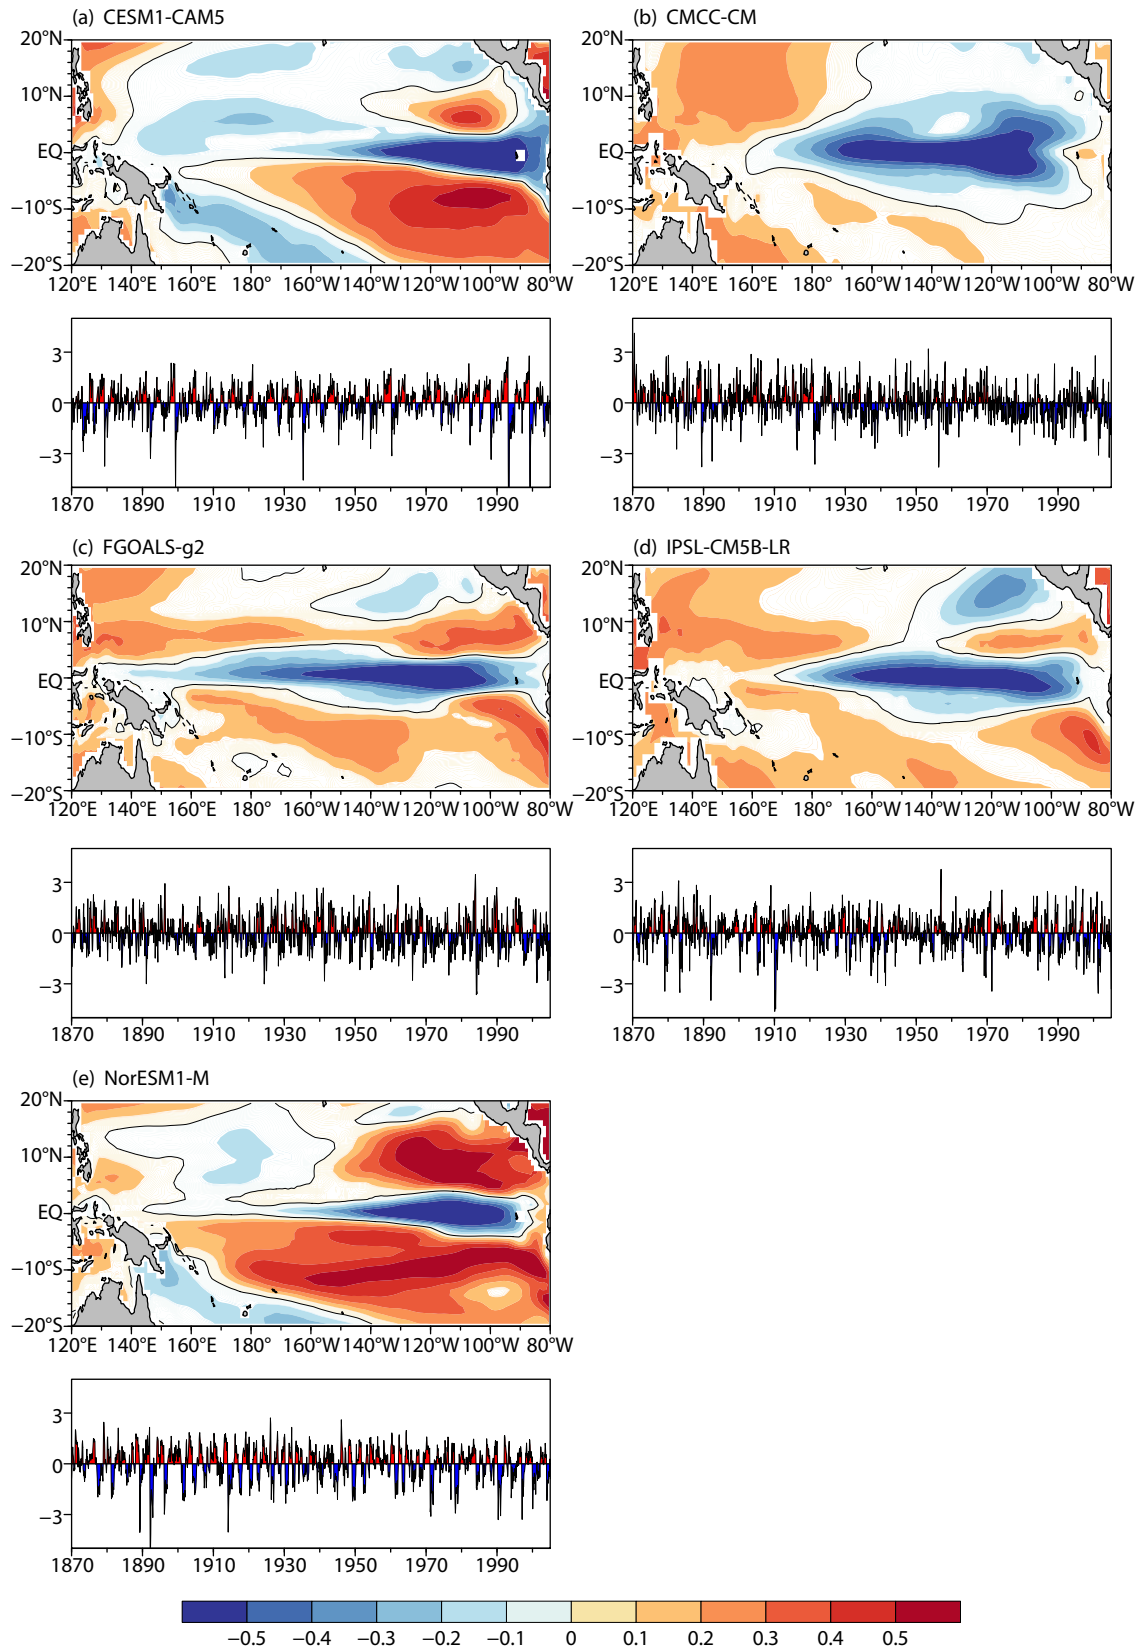 (a) CESM1-CAM5
(b) CMCC-CM
20°N
10°N
EQ
−10°S
−20°S
120°E 140°E 160°E 180° 160°W 140°W 120°W 100°W 80°W
20°N
10°N
EQ
−10°S
−20°S
120°E 140°E 160°E 180° 160°W 140°W 120°W 100°W 80°W
3
0
−3
1870 1890 1910 1930 1950 1970 1990
3
0
−3
1870 1890 1910 1930 1950 1970 1990
(c) FGOALS-g2
(d) IPSL-CM5B-LR
20°N
10°N
EQ
−10°S
−20°S
120°E 140°E 160°E 180° 160°W 140°W 120°W 100°W 80°W
20°N
10°N
EQ
−10°S
−20°S
120°E 140°E 160°E 180° 160°W 140°W 120°W 100°W 80°W
3
0
−3
1870 1890 1910 1930 1950 1970 1990
3
0
−3
1870 1890 1910 1930 1950 1970 1990
(e) NorESM1-M
20°N
10°N
EQ
−10°S
−20°S
120°E 140°E 160°E 180° 160°W 140°W 120°W 100°W 80°W
3
0
−3
1870 1890 1910 1930 1950 1970 1990
−0.5 −0.4 −0.3 −0.2 −0.1 0 0.1 0.2 0.3 0.4 0.5